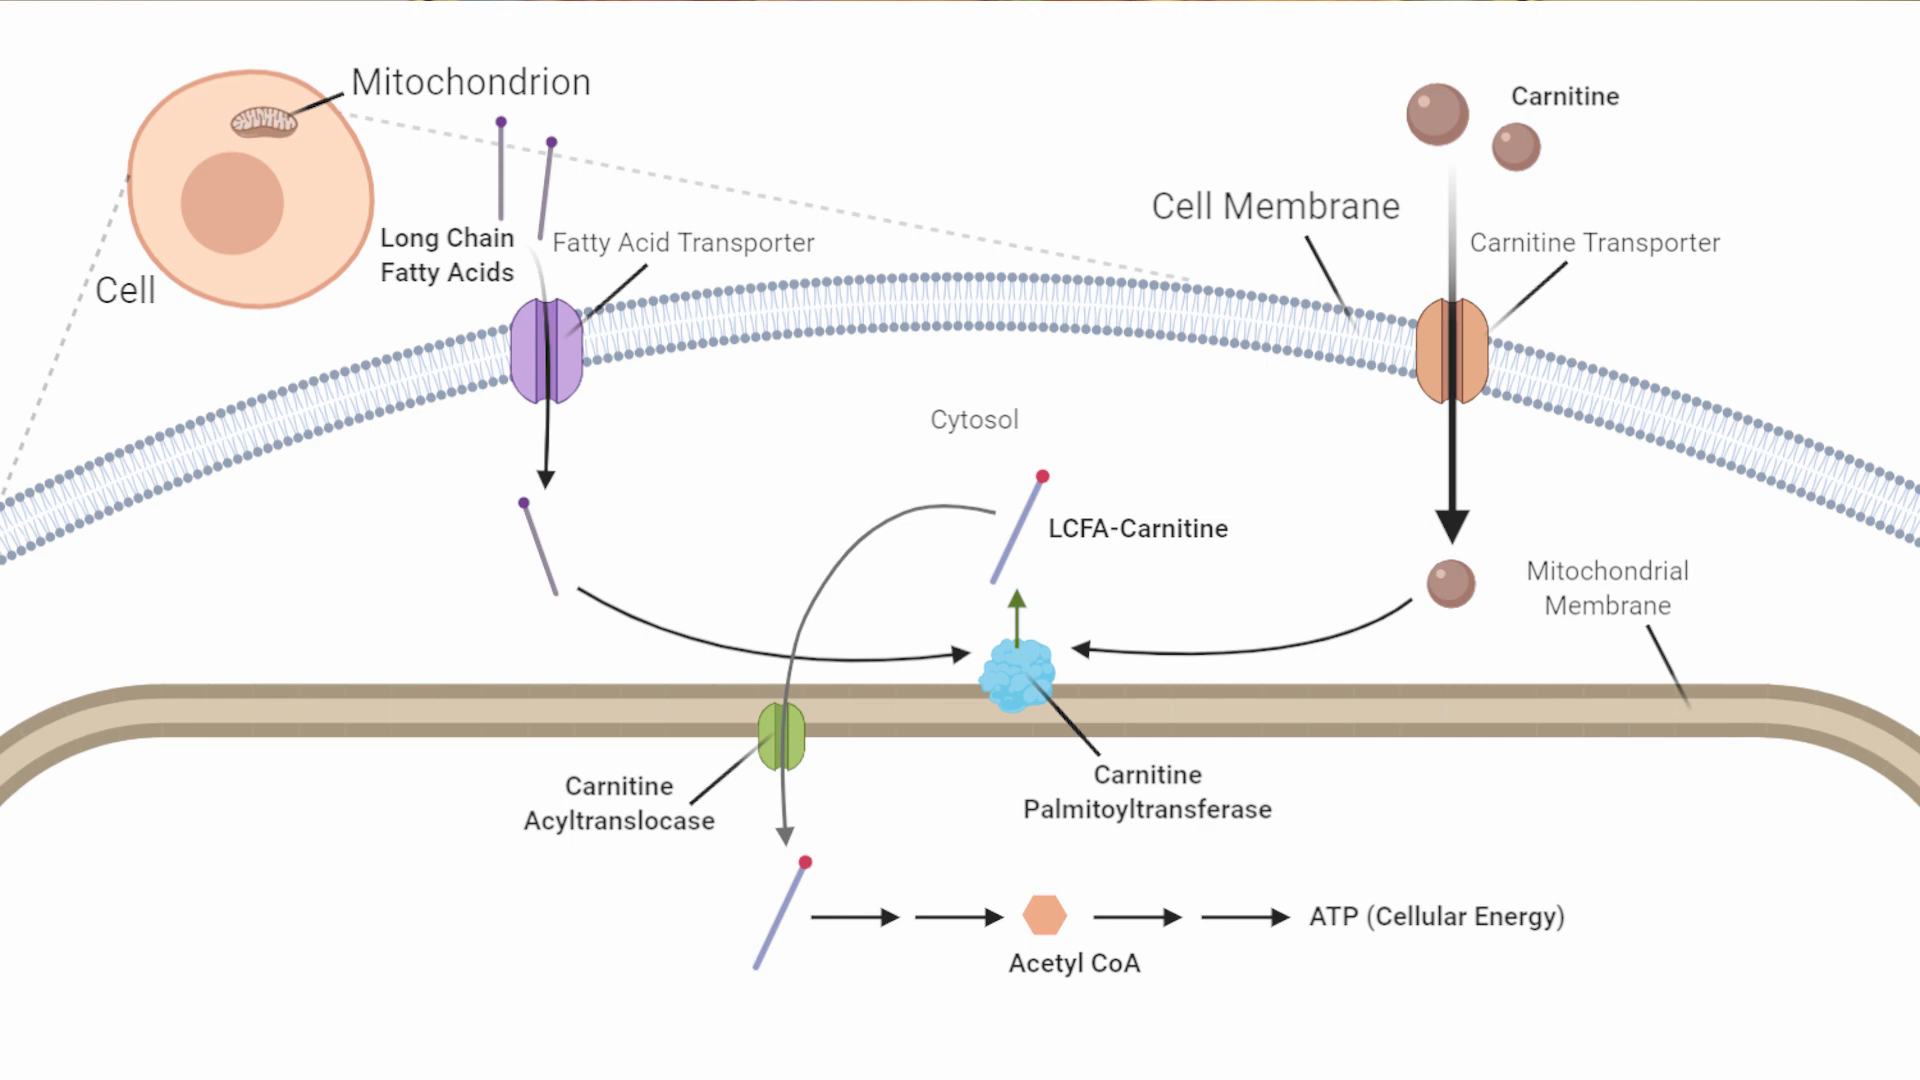 Mitochondrion
Carnitine
Cell Membrane
Long Chain
Fatty Acids
Fatty Acid Transporter
Carnitine Transporter
Cell
Cytosol
LCFA-Carnitine
Mitochondrial
Membrane
Carnitine
Acyltranslocase
Carnitine
Palmitoyltransferase
ATP (Cellular Energy)
Acetyl CoA